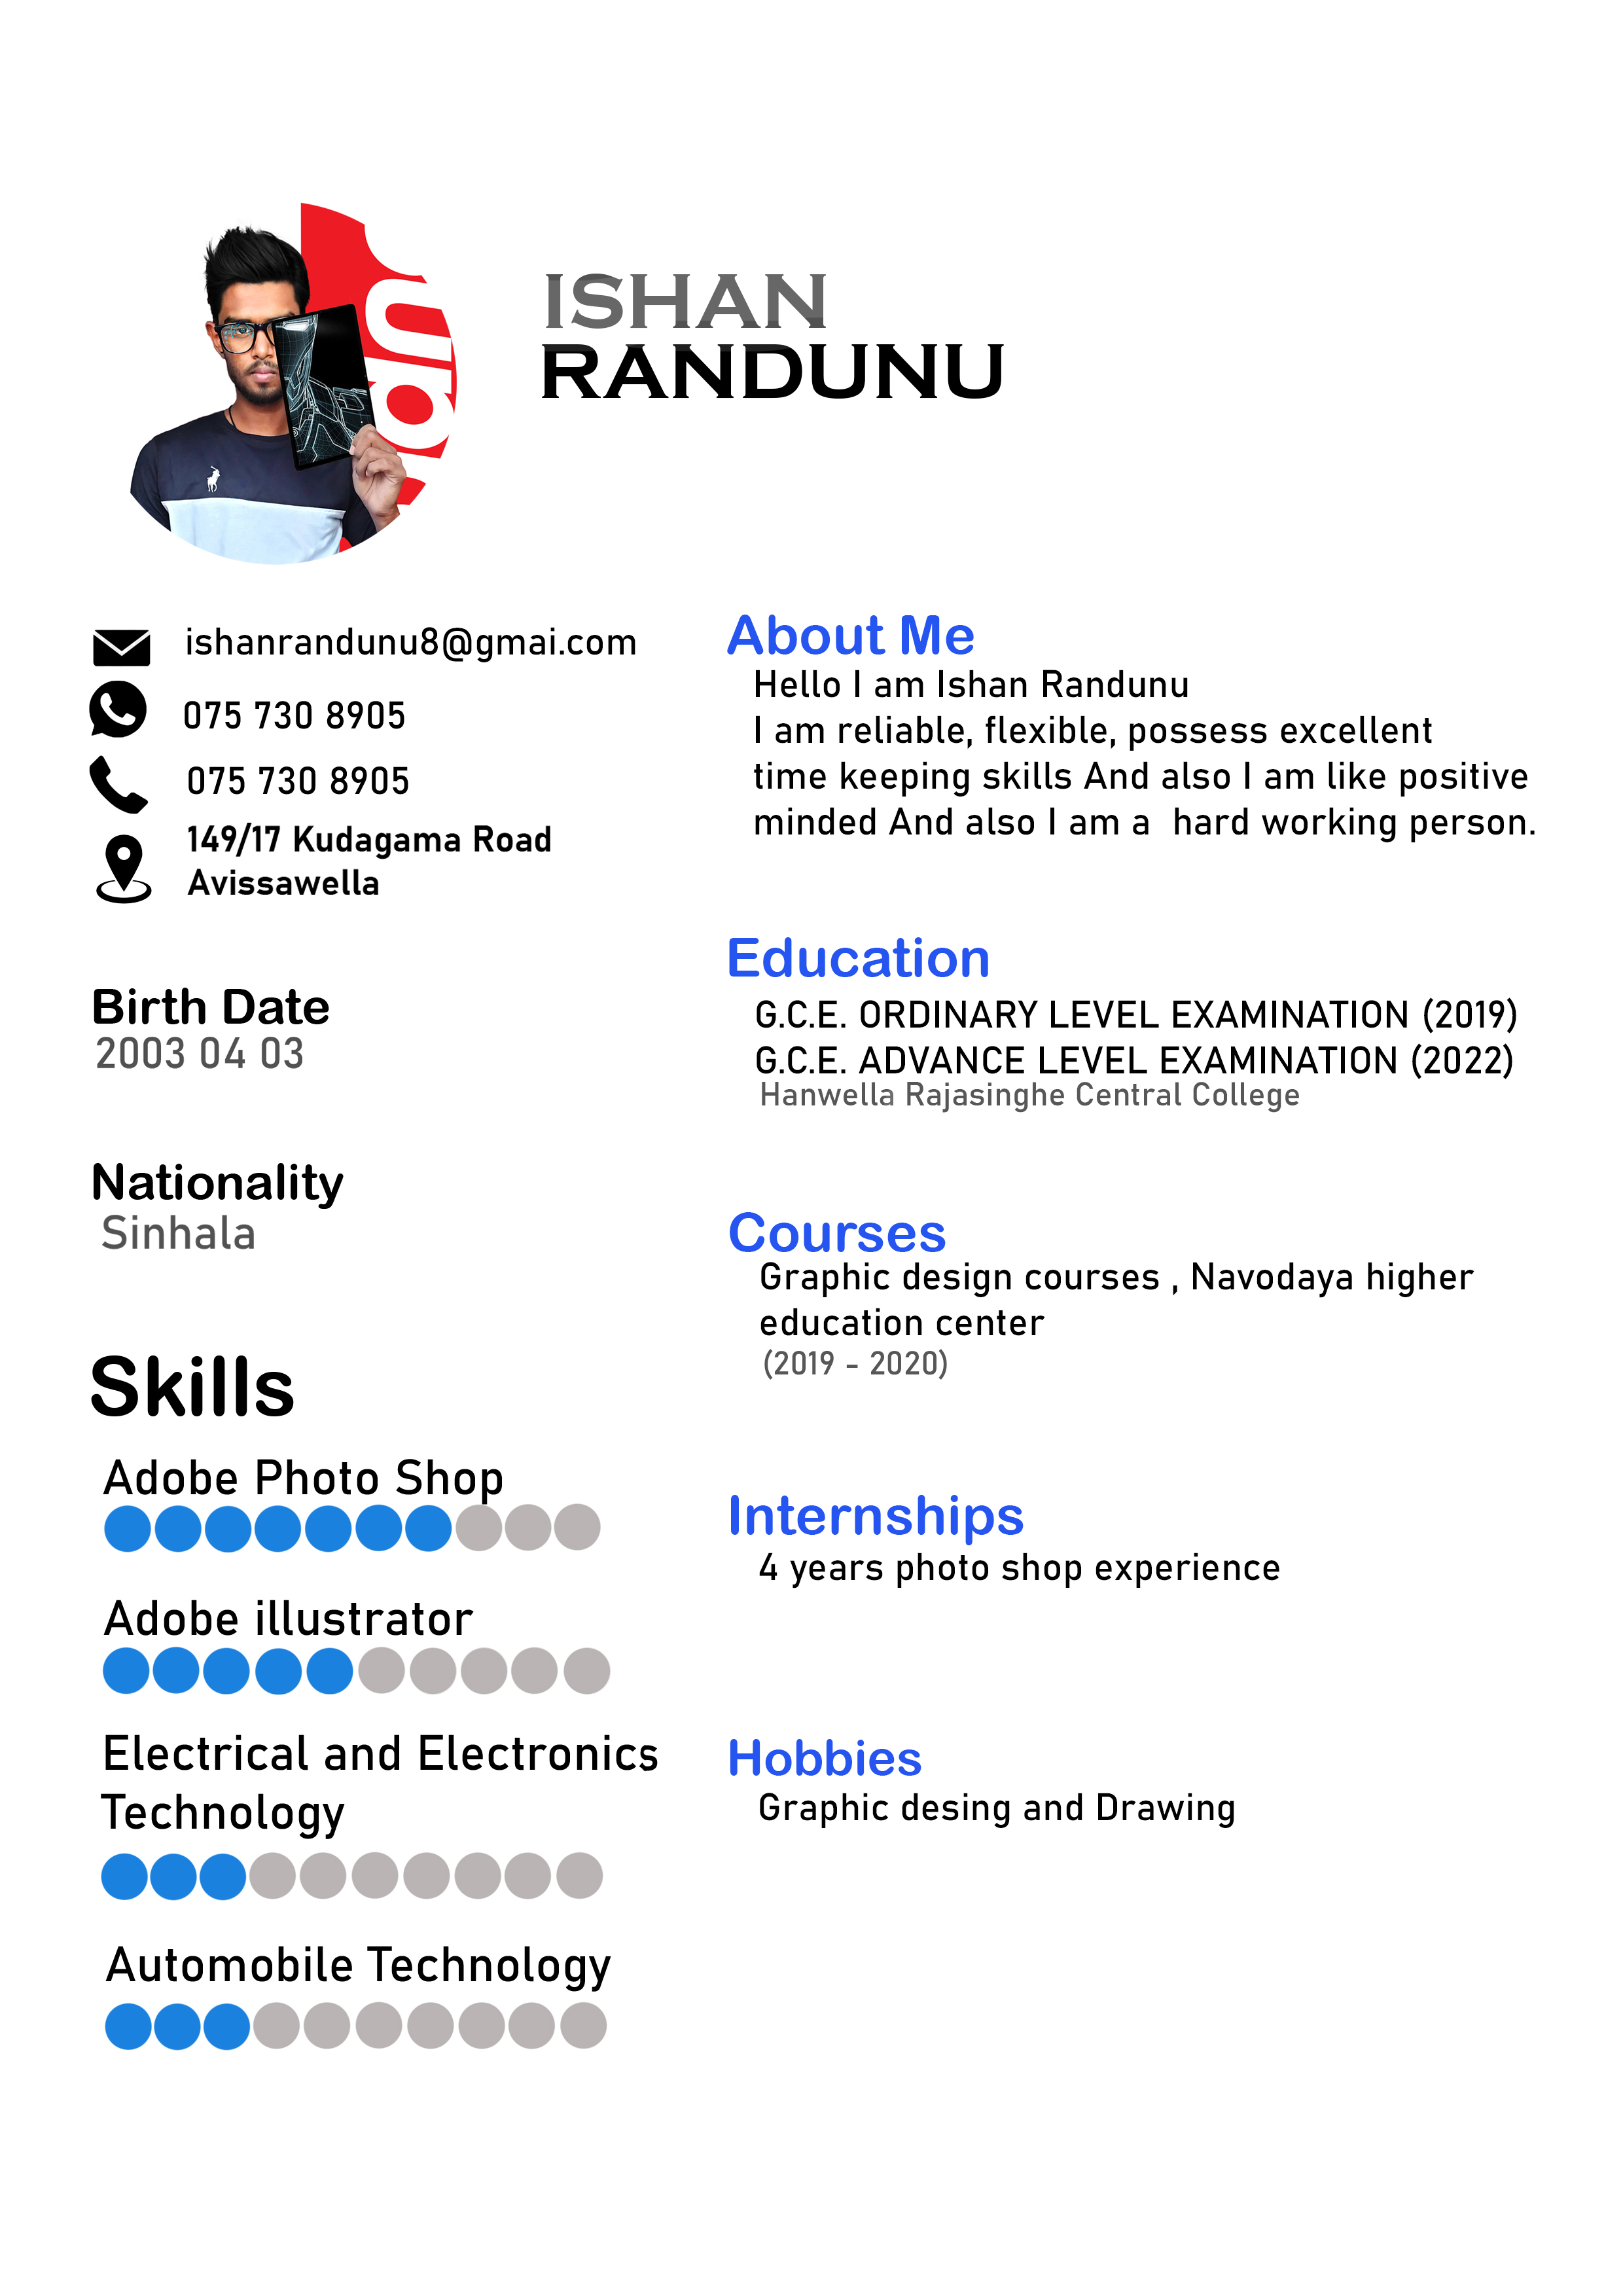 ISHAN
RANDUNU
ishanrandunu8@gmai.com
075 730 8905
075 730 8905
149/17 Kudagama Road
Avissawella
Birth Date
2003 04 03
Nationality
Sinhala
Skills
Adobe Photo Shop
Adobe illustrator
Electrical and Electronics
Technology
Automobile Technology
About Me
Hello I am Ishan Randunu
I am reliable, flexible, possess excellent
time keeping skills And also I am like positive
minded And also I am a  hard working person.
Education
G.C.E. ORDINARY LEVEL EXAMINATION (2019)
G.C.E. ADVANCE LEVEL EXAMINATION (2022)
Hanwella Rajasinghe Central College
Courses
Graphic design courses , Navodaya higher
education center
(2019 - 2020)
Internships
4 years photo shop experience
Hobbies
Graphic desing and Drawing